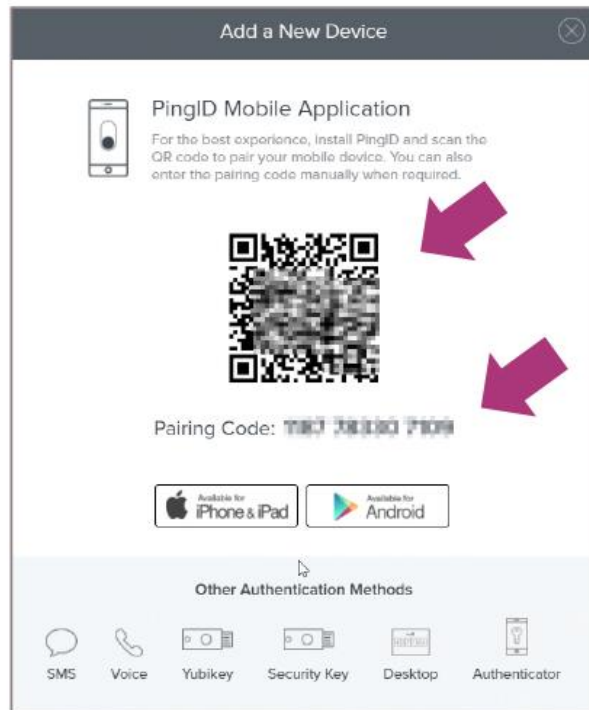 Add a New Device
PingID Mobile Application
For the best experience, install PingID and scan the
QR code to pair your mobile device. You can also
enter the pairing code manually when required.
Pairing Code:
Available for
iPhone & iPad
Available for
Android
Other Authentication Methods
SMS Voice Yubikey Security Key Desktop Authenticator